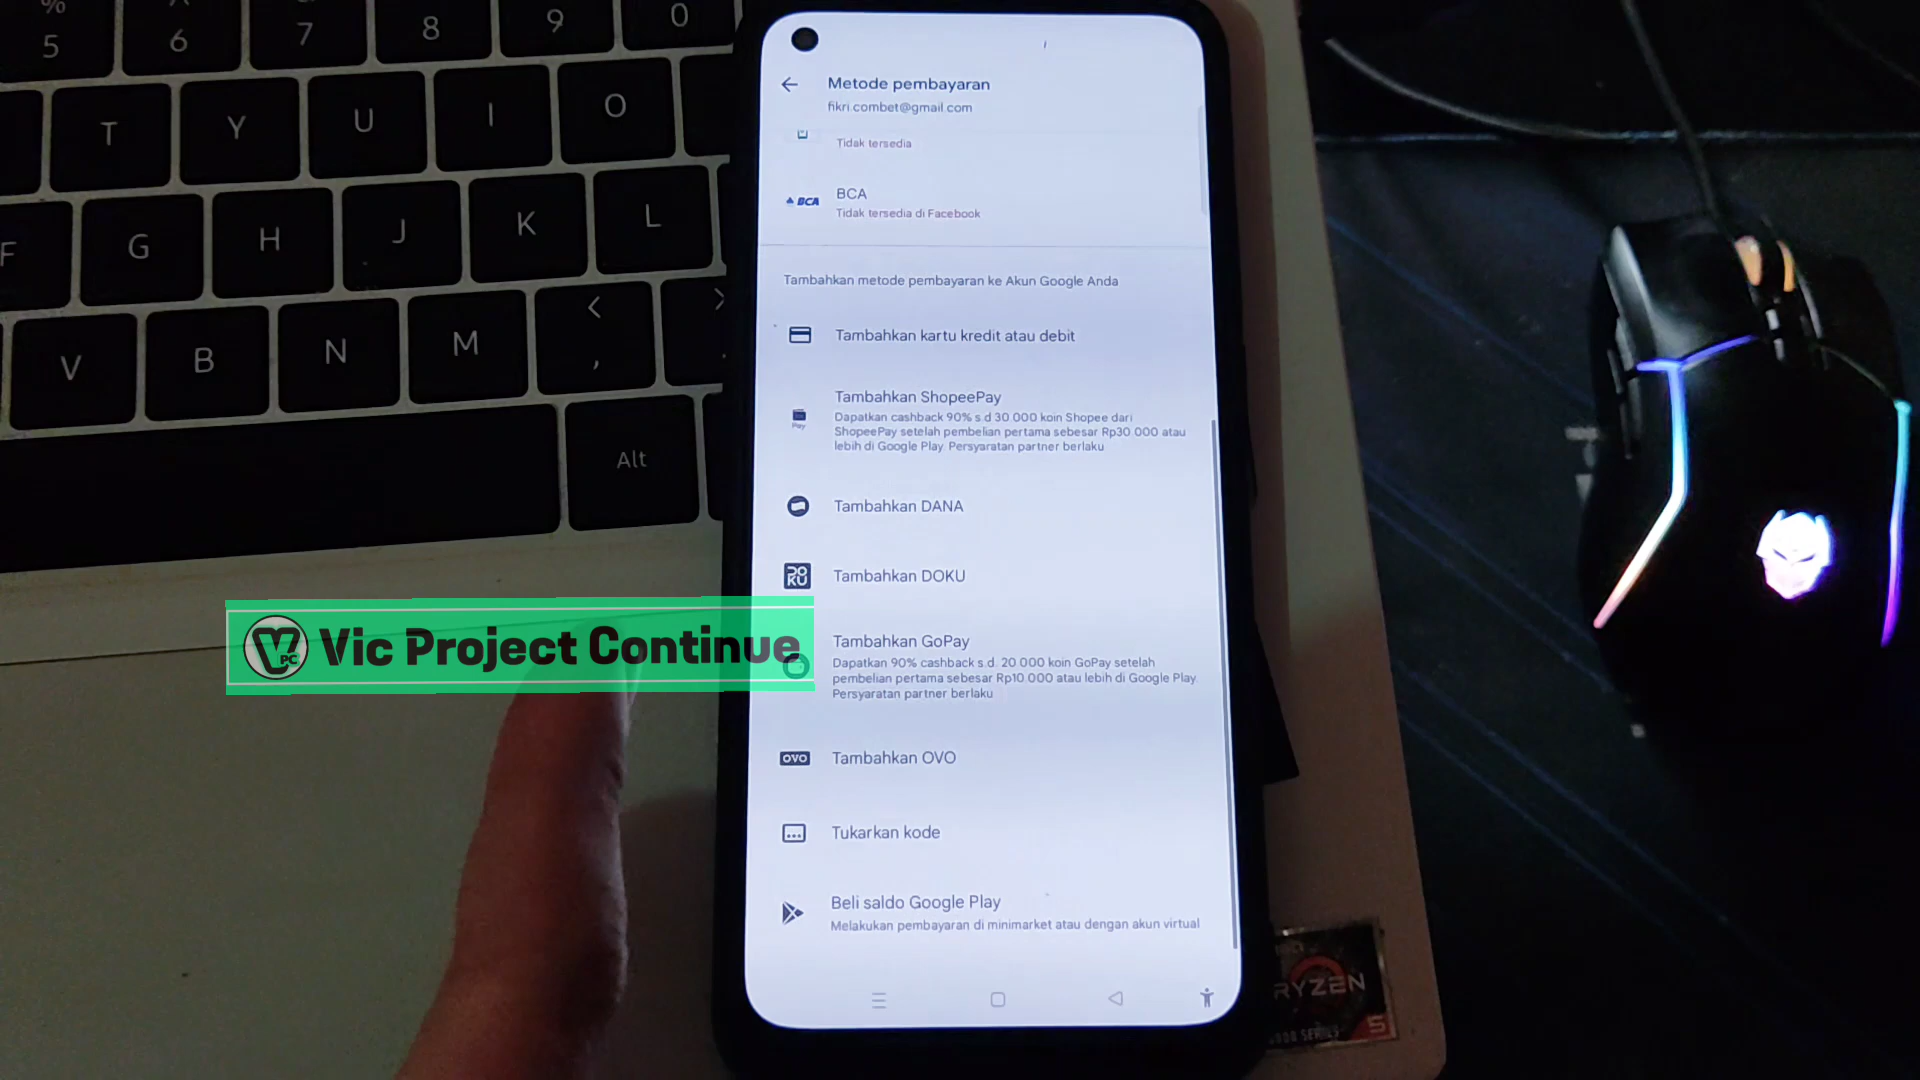 %
5
^
6
7
8
9
0
T
Y
U
I
O
F
G
H
J
K
L
V
B
N
M
<
,
>
.
Alt
Metode pembayaran
fikri.combet@gmail.com
Tidak tersedia
BCA
BCA
Tidak tersedia di Facebook
Tambahkan metode pembayaran ke Akun Google Anda
Tambahkan kartu kredit atau debit
Tambahkan ShopeePay
Pay
Dapatkan cashback 90% s.d 30.000 koin Shopee dari
ShopeePay setelah pembelian pertama sebesar Rp30.000 atau
lebih di Google Play. Persyaratan partner berlaku
Tambahkan DANA
DOKU
Tambahkan DOKU
VPC
Vic Project Continue
Tambahkan GoPay
Dapatkan 90% cashback s.d. 20.000 koin GoPay setelah
pembelian pertama sebesar Rp10.000 atau lebih di Google Play.
Persyaratan partner berlaku
OVO
Tambahkan OVO
Tukarkan kode
Beli saldo Google Play
Melakukan pembayaran di minimarket atau dengan akun virtual
RYZEN
5